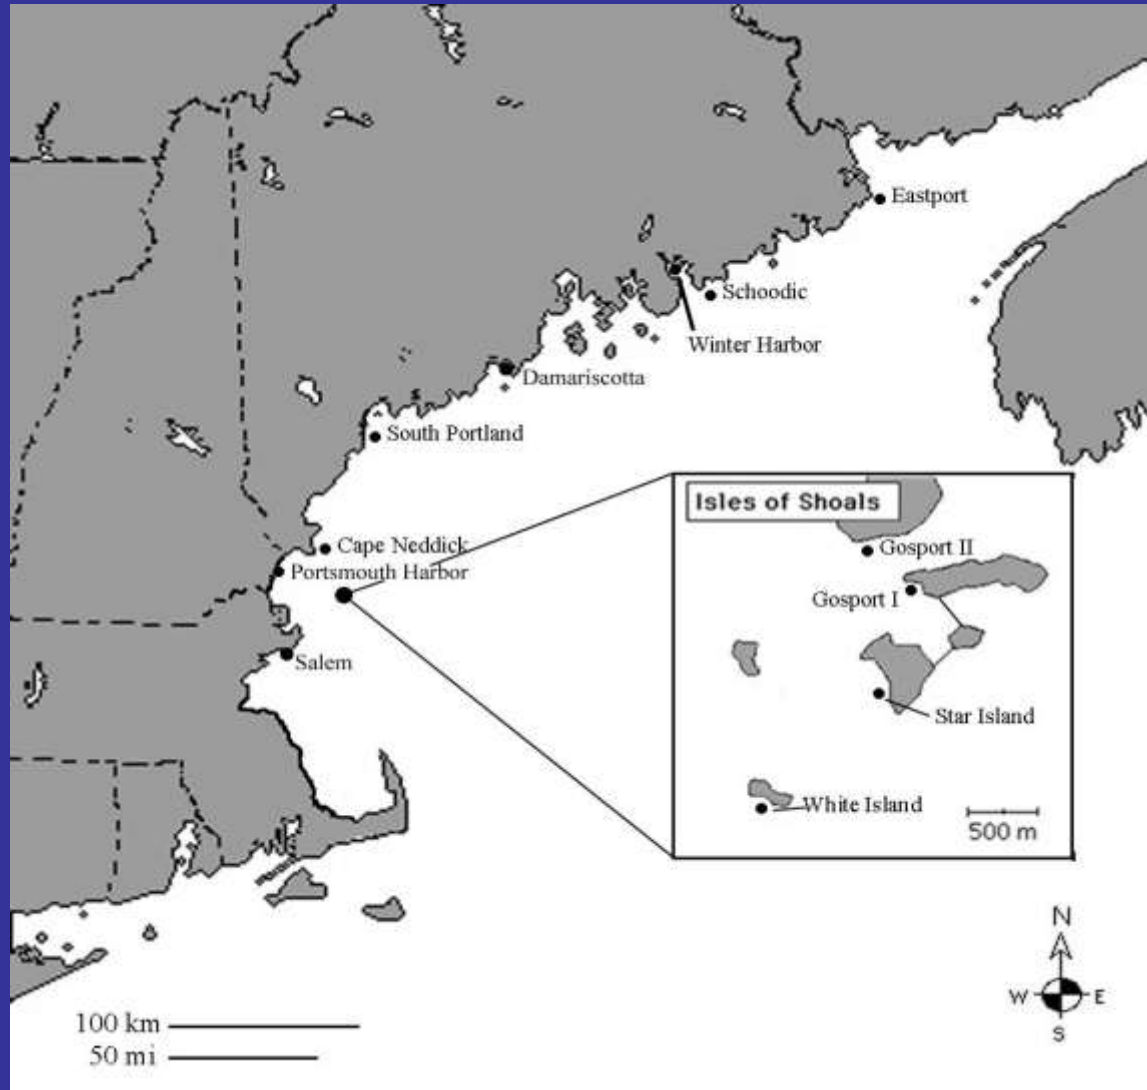 Eastport
Schoodic
Winter Harbor
Damariscotta
South Portland
Isles of Shoals
Cape Neddick
Gosport II
Portsmouth Harbor
Gosport I
Salem
Star Island
White Island
500 m
N
W E
S
100 km
50 mi